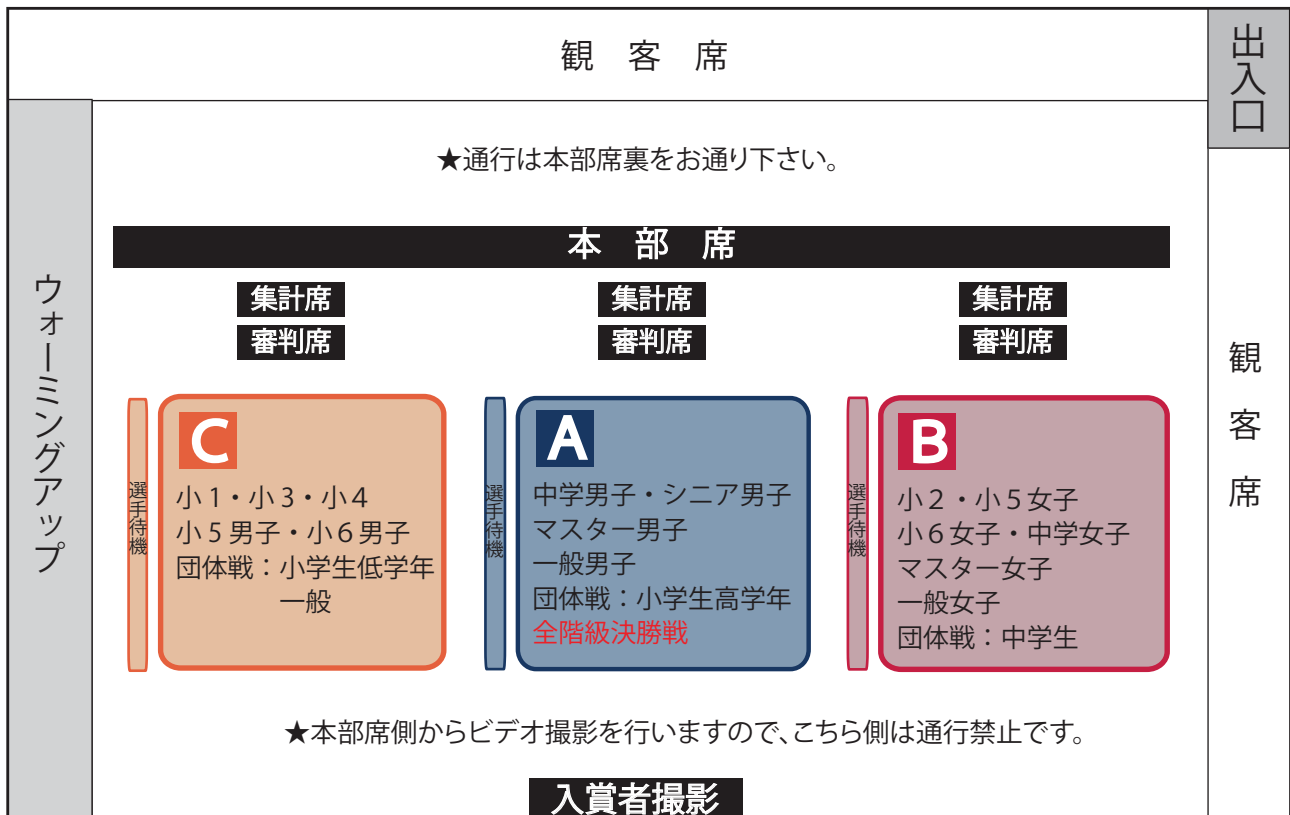 観客席
出入口
★通行は本部席裏をお通り下さい。
ウォーミングアップ
本部席
集計席
審判席
集計席
審判席
集計席
審判席
観客席
選手待機
C
小1・小3・小4
小5男子・小6男子
団体戦：小学生低学年
一般
選手待機
A
中学男子・シニア男子
マスター男子
一般男子
団体戦：小学生高学年
全階級決勝戦
選手待機
B
小2・小5女子
小6女子・中学女子
マスター女子
一般女子
団体戦：中学生
★本部席側からビデオ撮影を行いますので、こちら側は通行禁止です。
入賞者撮影